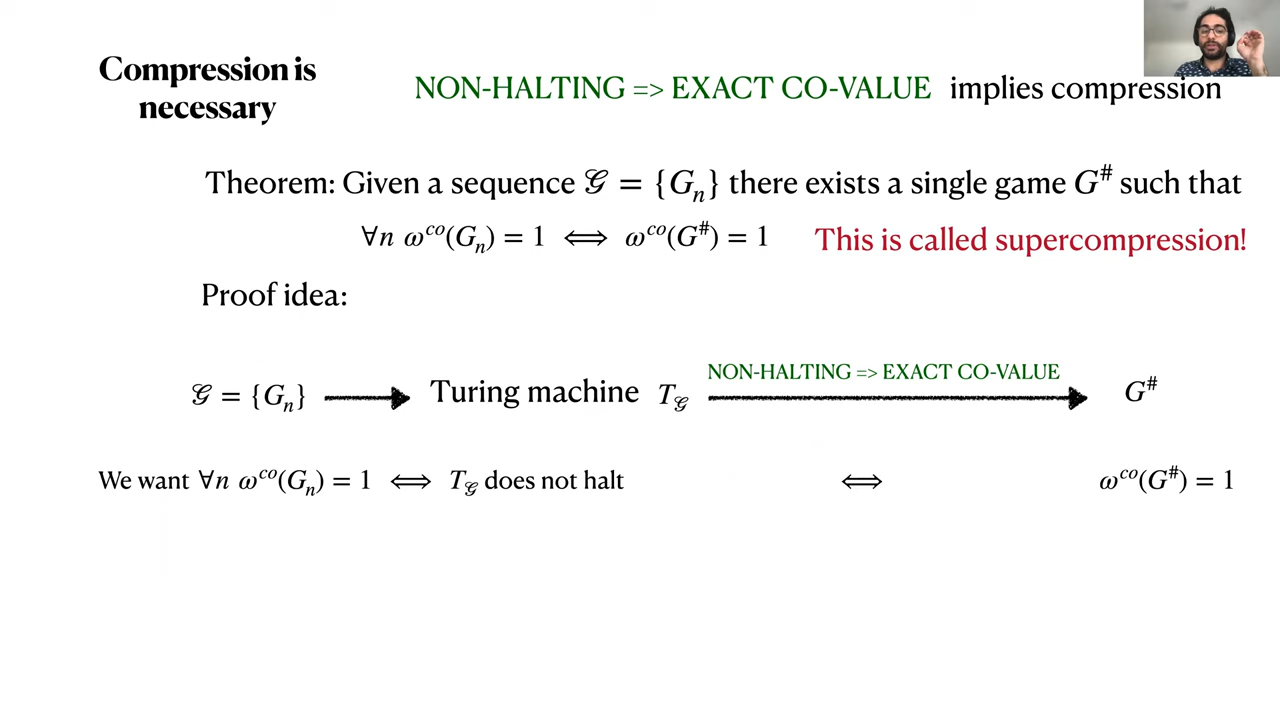 Compression is
necessary
NON-HALTING => EXACT CO-VALUE implies compression
Theorem: Given a sequence 𝒢 = {Gₙ} there exists a single game G^# such that
∀n ω^{co}(Gₙ) = 1 ⟺ ω^{co}(G^#) = 1 This is called supercompression!
Proof idea:
NON-HALTING => EXACT CO-VALUE
𝒢 = {Gₙ} Turing machine T_𝒢 G^#
We want ∀n ω^{co}(Gₙ) = 1 ⟺ T_𝒢 does not halt ⟺ ω^{co}(G^#) = 1